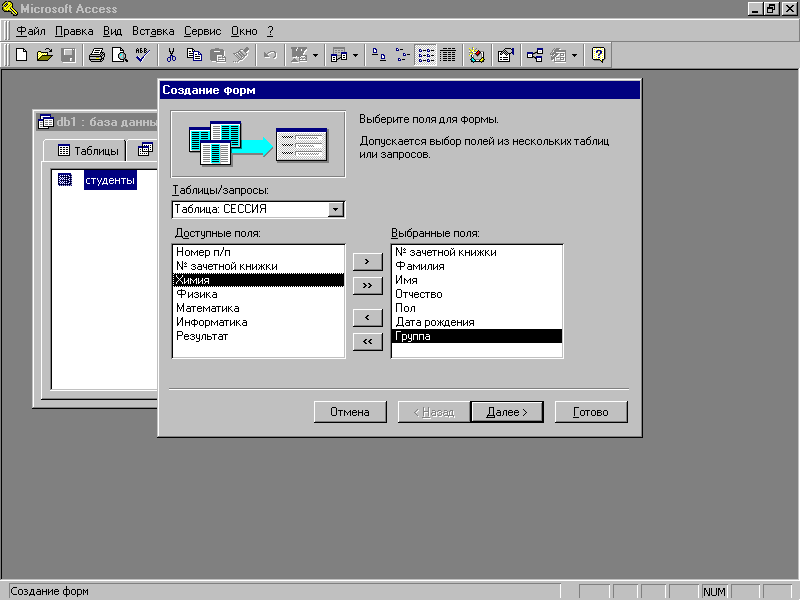 Microsoft Access
Файл Правка Вид Вставка Сервис Окно ?
db1 : база данны
Таблицы
студенты
Создание форм
Выберите поля для формы.
Допускается выбор полей из нескольких таблиц
или запросов.
Таблицы/запросы:
Таблица: СЕССИЯ
Доступные поля:
Номер п/п
№ зачетной книжки
Химия
Физика
Математика
Информатика
Результат
>
>>
<
<<
Выбранные поля:
№ зачетной книжки
Фамилия
Имя
Отчество
Пол
Дата рождения
Группа
Отмена
< Назад
Далее >
Готово
Создание форм
NUM